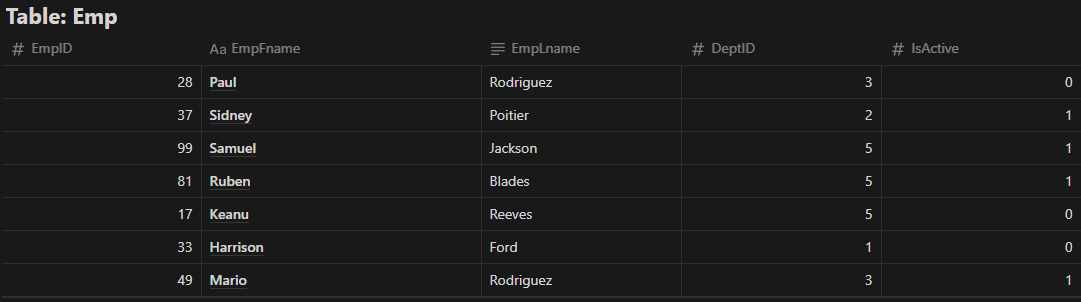 Table: Emp
# EmpID Aa EmpFname EmpLname # DeptID # IsActive
28 Paul Rodriguez 3 0
37 Sidney Poitier 2 1
99 Samuel Jackson 5 1
81 Ruben Blades 5 1
17 Keanu Reeves 5 0
33 Harrison Ford 1 0
49 Mario Rodriguez 3 1